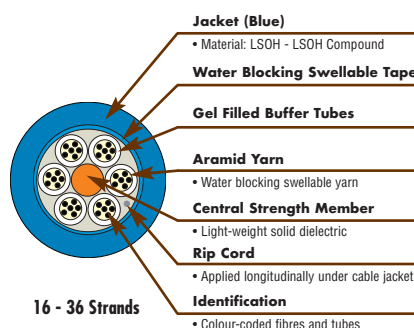 Jacket (Blue)
• Material: LSOH - LSOH Compound
Water Blocking Swellable Tape
Gel Filled Buffer Tubes
Aramid Yarn
• Water blocking swellable yarn
Central Strength Member
• Light-weight solid dielectric
Rip Cord
• Applied longitudinally under cable jacket
Identification
• Colour-coded fibres and tubes
16 - 36 Strands